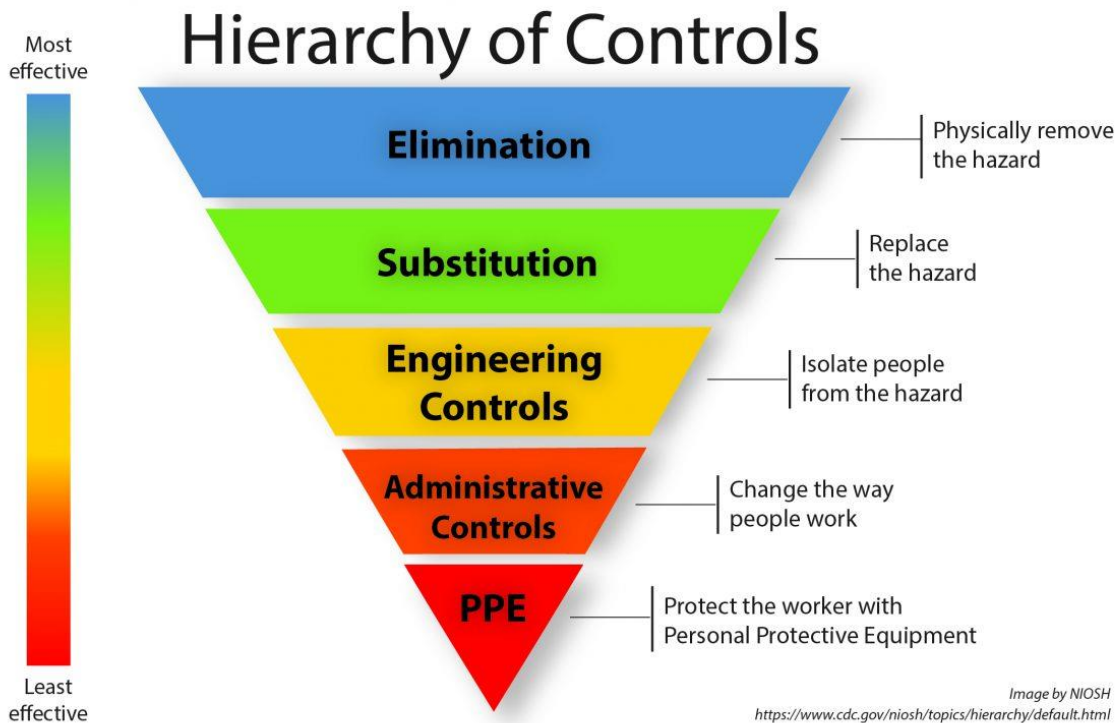 Hierarchy of Controls
Most
effective
Elimination
Physically remove
the hazard
Substitution
Replace
the hazard
Engineering
Controls
Isolate people
from the hazard
Administrative
Controls
Change the way
people work
PPE
Protect the worker with
Personal Protective Equipment
Least
effective
Image by NIOSH
https://www.cdc.gov/niosh/topics/hierarchy/default.html